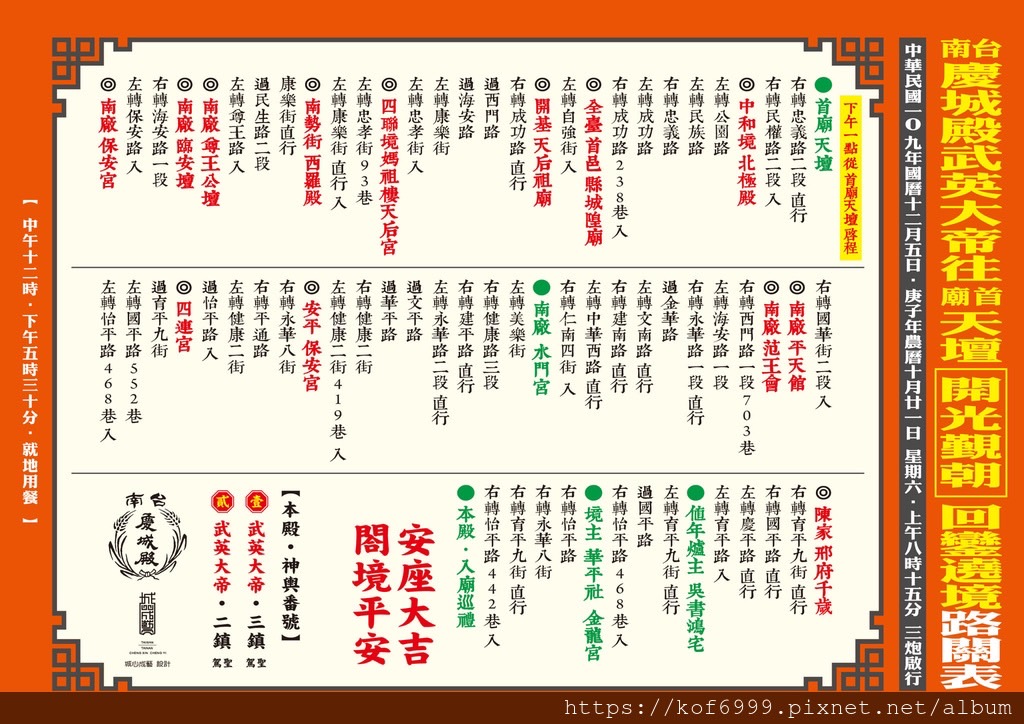 南台慶城殿武英大帝往首廟天壇 開光覲朝 回鑾遶境路關表
中華民國一0九年國曆十二月五日・庚子年農曆十月廿一日 星期六・上午八時十五分 三炮啟行
下午一點從首廟天壇啓程
首廟 天壇
右轉忠義路二段 直行
右轉民權路二段 入
◎中和境 北極殿
左轉公園路
左轉民族路
右轉忠義路
左轉成功路
右轉成功路238巷 入
◎全臺首邑 縣城隍廟
左轉自強街 入
◎開基 天后祖廟
右轉成功路 直行
過西門路
過海安路
左轉康樂街
左轉忠孝街 入
◎四聯境媽祖樓天后宮
左轉忠孝街93巷
左轉康樂街 直行 入
◎南勢街 西羅殿
康樂街直行
過民生路二段
左轉尊王路 入
◎南廠 尊王公壇
◎南廠 臨安壇
右轉海安路一段
左轉保安路 入
◎南廠 保安宮
右轉國華街二段 入
◎南廠 平天館
◎南廠 范王會
右轉西門路一段703巷
左轉海安路一段
右轉永華路一段 直行
過金華路
左轉文南路 直行
右轉建南路 直行
左轉中華西路 直行
右轉仁南四街 入
南廠 水門宮
左轉美樂街
右轉健康路三段
右轉建平路 直行
左轉永華路二段 直行
過文平路
過華平路
右轉健康二街
左轉健康二街419巷 入
◎安平 保安宮
右轉永華八街
右轉平通路
左轉健康二街
過怡平路 入
◎四連宮
過育平九街
左轉國平路552巷
左轉怡平路468巷 入
◎陳家 邢府千歲
右轉育平九街 直行
右轉國平路 直行
左轉慶平路 直行
左轉育平路 入
值年爐主 吳書鴻宅
左轉育平九街 直行
過國平路
右轉怡平路468巷 入
境主 華平社 金龍宮
右轉怡平路
右轉永華八街
右轉育平九街 直行
右轉怡平路442巷 入
本殿・入廟巡禮
安座大吉
閤境平安
【本殿・神輿番號】
壹 武英大帝・三鎮 聖駕
貳 武英大帝・二鎮 聖駕
南台
慶城殿
城心成藝 設計
【 中午十二時・下午五時三十分・就地用餐 】
https://kof6999.pixnet.net/album